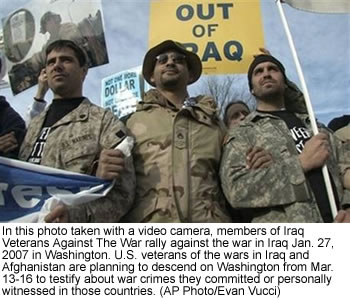 OUT
OF
RAQ
NOT ONE MORE
DOLLAR
U.S. MARINES
VETE
In this photo taken with a video camera, members of Iraq
Veterans Against The War rally against the war in Iraq Jan. 27,
2007 in Washington. U.S. veterans of the wars in Iraq and
Afghanistan are planning to descend on Washington from Mar.
13-16 to testify about war crimes they committed or personally
witnessed in those countries. (AP Photo/Evan Vucci)